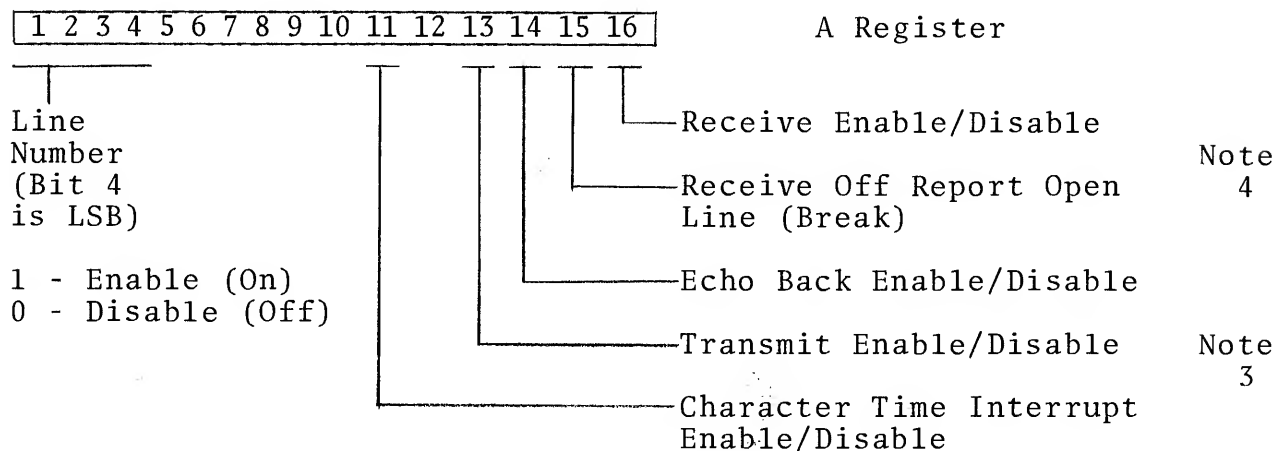 1 2 3 4 5 6 7 8 9 10 11 12 13 14 15 16
A Register
Line
Number
(Bit 4
is LSB)
1 - Enable (On)
0 - Disable (Off)
Receive Enable/Disable
Receive Off Report Open
Line (Break)
Note
4
Echo Back Enable/Disable
Transmit Enable/Disable
Note
3
Character Time Interrupt
Enable/Disable